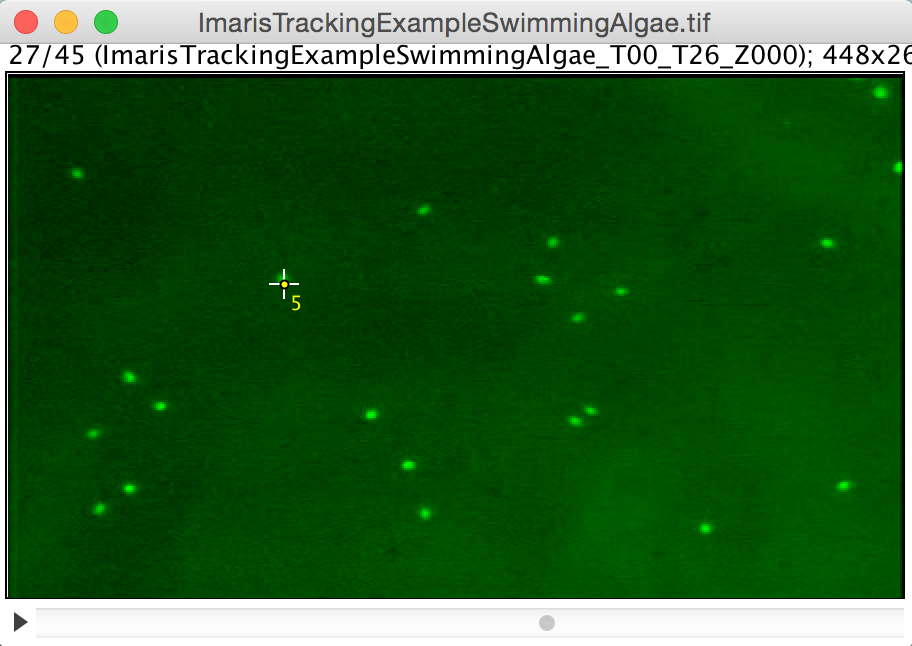 ImarisTrackingExampleSwimmingAlgae.tif
27/45 (ImarisTrackingExampleSwimmingAlgae_T00_T26_Z000); 448x26
5